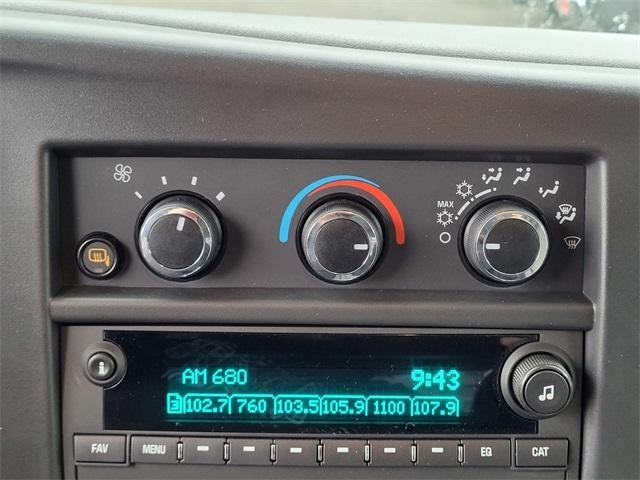 MAX
AM 680 9:43
3 102.7 760 103.5 105.9 1100 107.9
FAV MENU EQ CAT